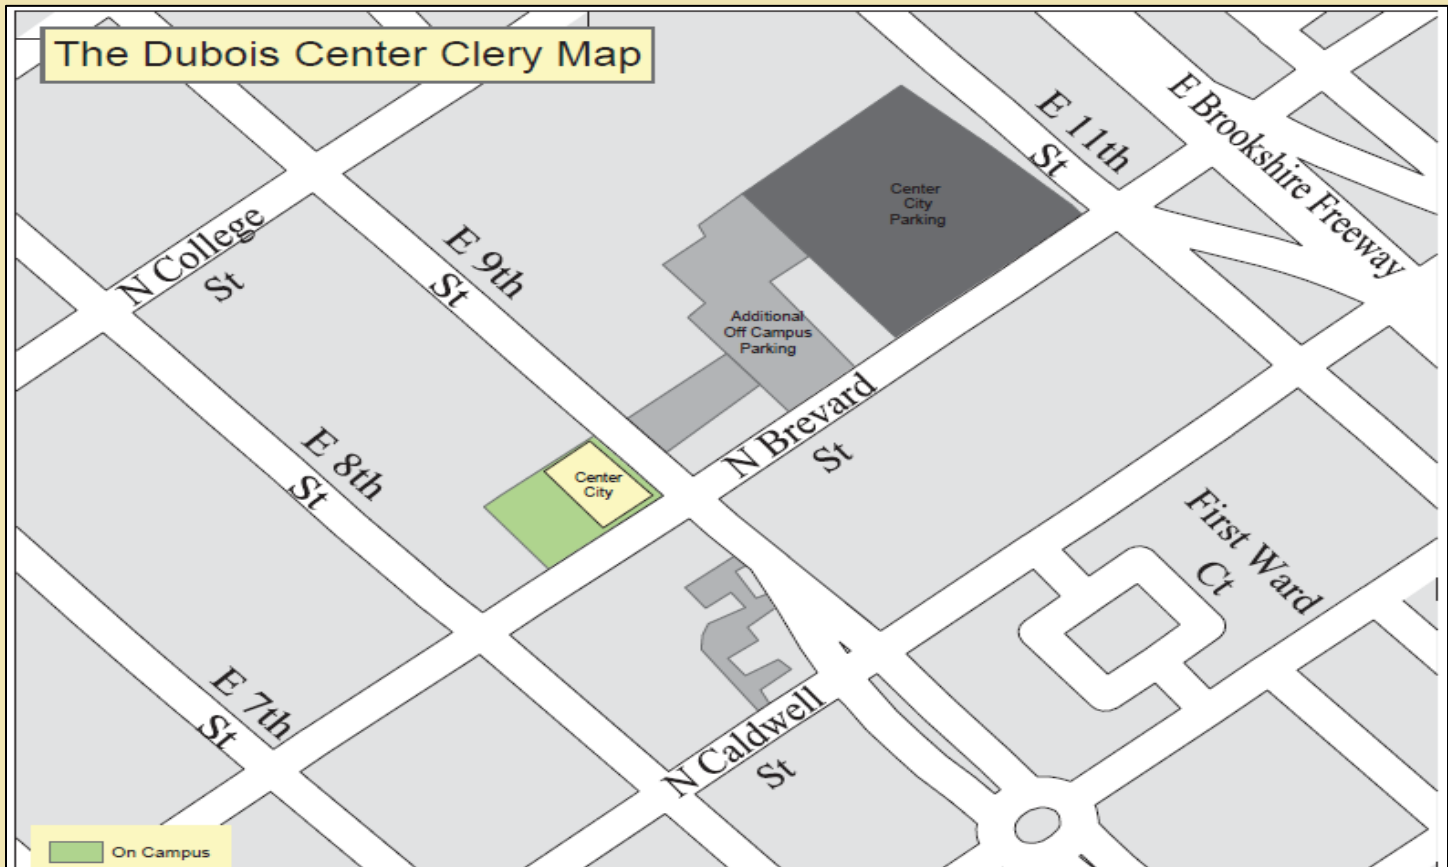 The Dubois Center Clery Map
E 11th
St
E Brookshire Freeway
Center
City
Parking
N College
St
E 9th
St
Additional
Off Campus
Parking
N Brevard
St
E 8th
St
Center
City
First Ward
Ct
E 7th
St
N Caldwell
St
On Campus